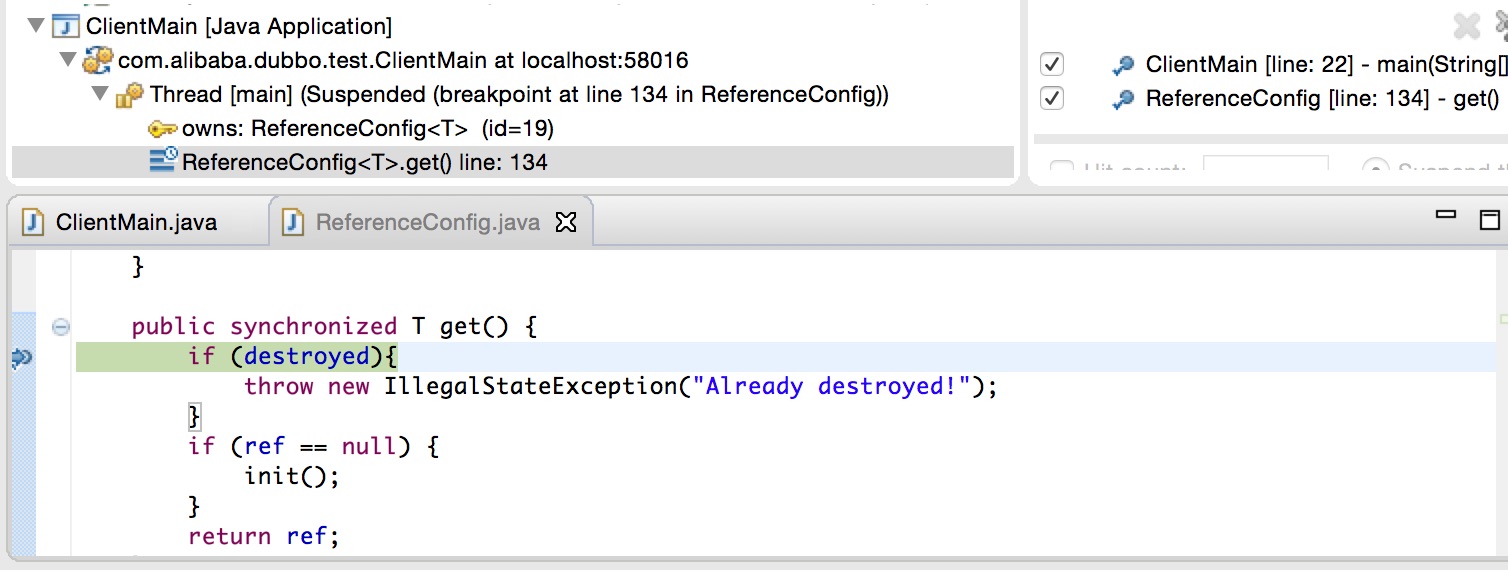 ClientMain [Java Application]
com.alibaba.dubbo.test.ClientMain at localhost:58016
Thread [main] (Suspended (breakpoint at line 134 in ReferenceConfig))
owns: ReferenceConfig<T> (id=19)
ReferenceConfig<T>.get() line: 134
ClientMain [line: 22] - main(String[]
ReferenceConfig [line: 134] - get()
Hit count:
ClientMain.java
ReferenceConfig.java
}
public synchronized T get() {
if (destroyed){
throw new IllegalStateException("Already destroyed!");
}
if (ref == null) {
init();
}
return ref;